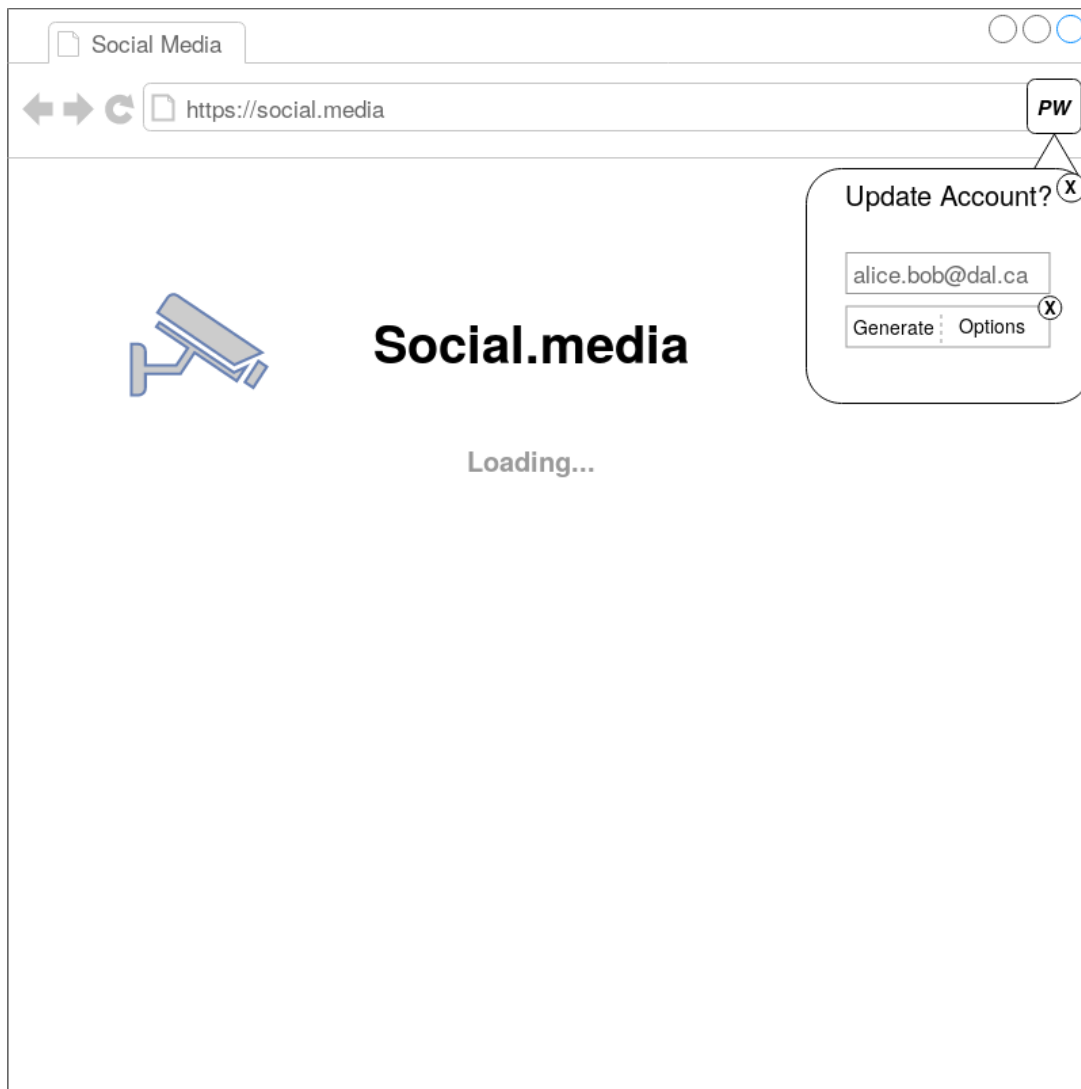 Social Media
https://social.media
PW
Update Account?
X
alice.bob@dal.ca
X
Generate Options
Social.media
Loading...